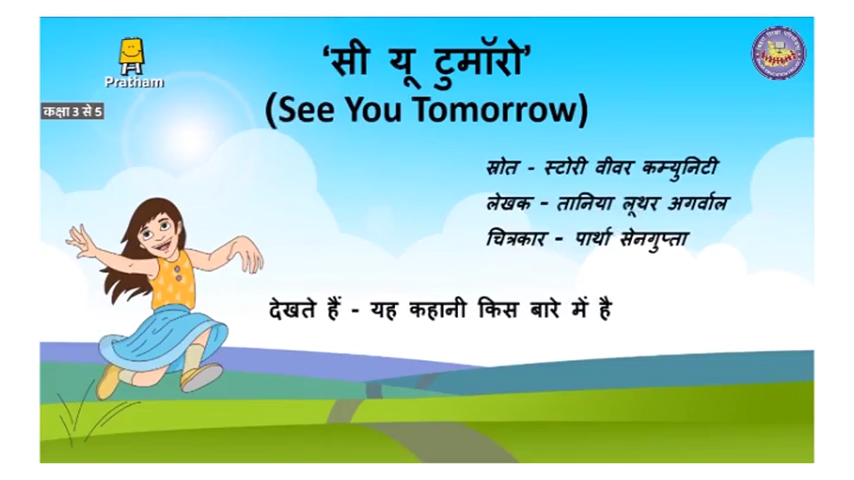 Pratham
कक्षा 3 से 5
‘सी यू टुमॉरो’
(See You Tomorrow)
स्रोत - स्टोरी वीवर कम्युनिटी
लेखक - तानिया लूथर अगर्वाल
चित्रकार - पार्था सेनगुप्ता
देखते हैं - यह कहानी किस बारे में है